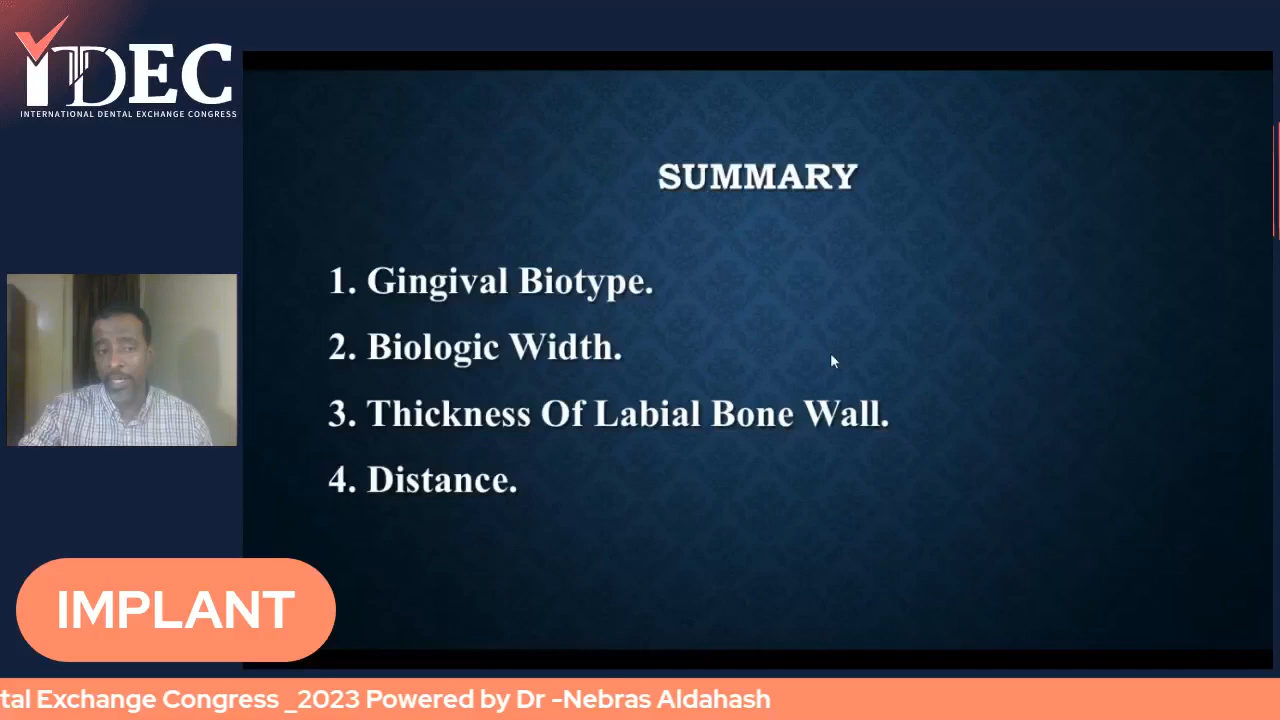 iTDEC
INTERNATIONAL DENTAL EXCHANGE CONGRESS
SUMMARY
1. Gingival Biotype.
2. Biologic Width.
3. Thickness Of Labial Bone Wall.
4. Distance.
IMPLANT
tal Exchange Congress _2023 Powered by Dr -Nebras Aldahash